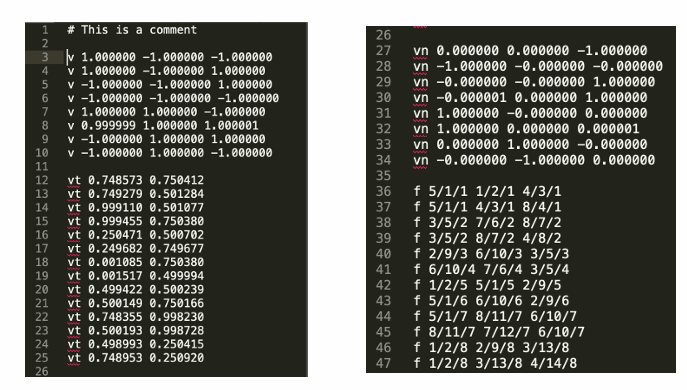 1 # This is a comment
2
3 v 1.000000 -1.000000 -1.000000
4 v 1.000000 -1.000000 1.000000
5 v -1.000000 -1.000000 1.000000
6 v -1.000000 -1.000000 -1.000000
7 v 1.000000 1.000000 -1.000000
8 v 0.999999 1.000000 1.000001
9 v -1.000000 1.000000 1.000000
10 v -1.000000 1.000000 -1.000000
11
12 vt 0.748573 0.750412
13 vt 0.749279 0.501284
14 vt 0.999110 0.501077
15 vt 0.999455 0.750380
16 vt 0.250471 0.500702
17 vt 0.249682 0.749677
18 vt 0.001085 0.750380
19 vt 0.001517 0.499994
20 vt 0.499422 0.500239
21 vt 0.500149 0.750166
22 vt 0.748355 0.998230
23 vt 0.500193 0.998728
24 vt 0.498993 0.250415
25 vt 0.748953 0.250920
26
26
27 vn 0.000000 0.000000 -1.000000
28 vn -1.000000 -0.000000 -0.000000
29 vn -0.000000 -0.000000 1.000000
30 vn -0.000001 0.000000 1.000000
31 vn 1.000000 -0.000000 0.000000
32 vn 1.000000 0.000000 0.000001
33 vn 0.000000 1.000000 -0.000000
34 vn -0.000000 -1.000000 0.000000
35
36 f 5/1/1 1/2/1 4/3/1
37 f 5/1/1 4/3/1 8/4/1
38 f 3/5/2 7/6/2 8/7/2
39 f 3/5/2 8/7/2 4/8/2
40 f 2/9/3 6/10/3 3/5/3
41 f 6/10/4 7/6/4 3/5/4
42 f 1/2/5 5/1/5 2/9/5
43 f 5/1/6 6/10/6 2/9/6
44 f 5/1/7 8/11/7 6/10/7
45 f 8/11/7 7/12/7 6/10/7
46 f 1/2/8 2/9/8 3/13/8
47 f 1/2/8 3/13/8 4/14/8